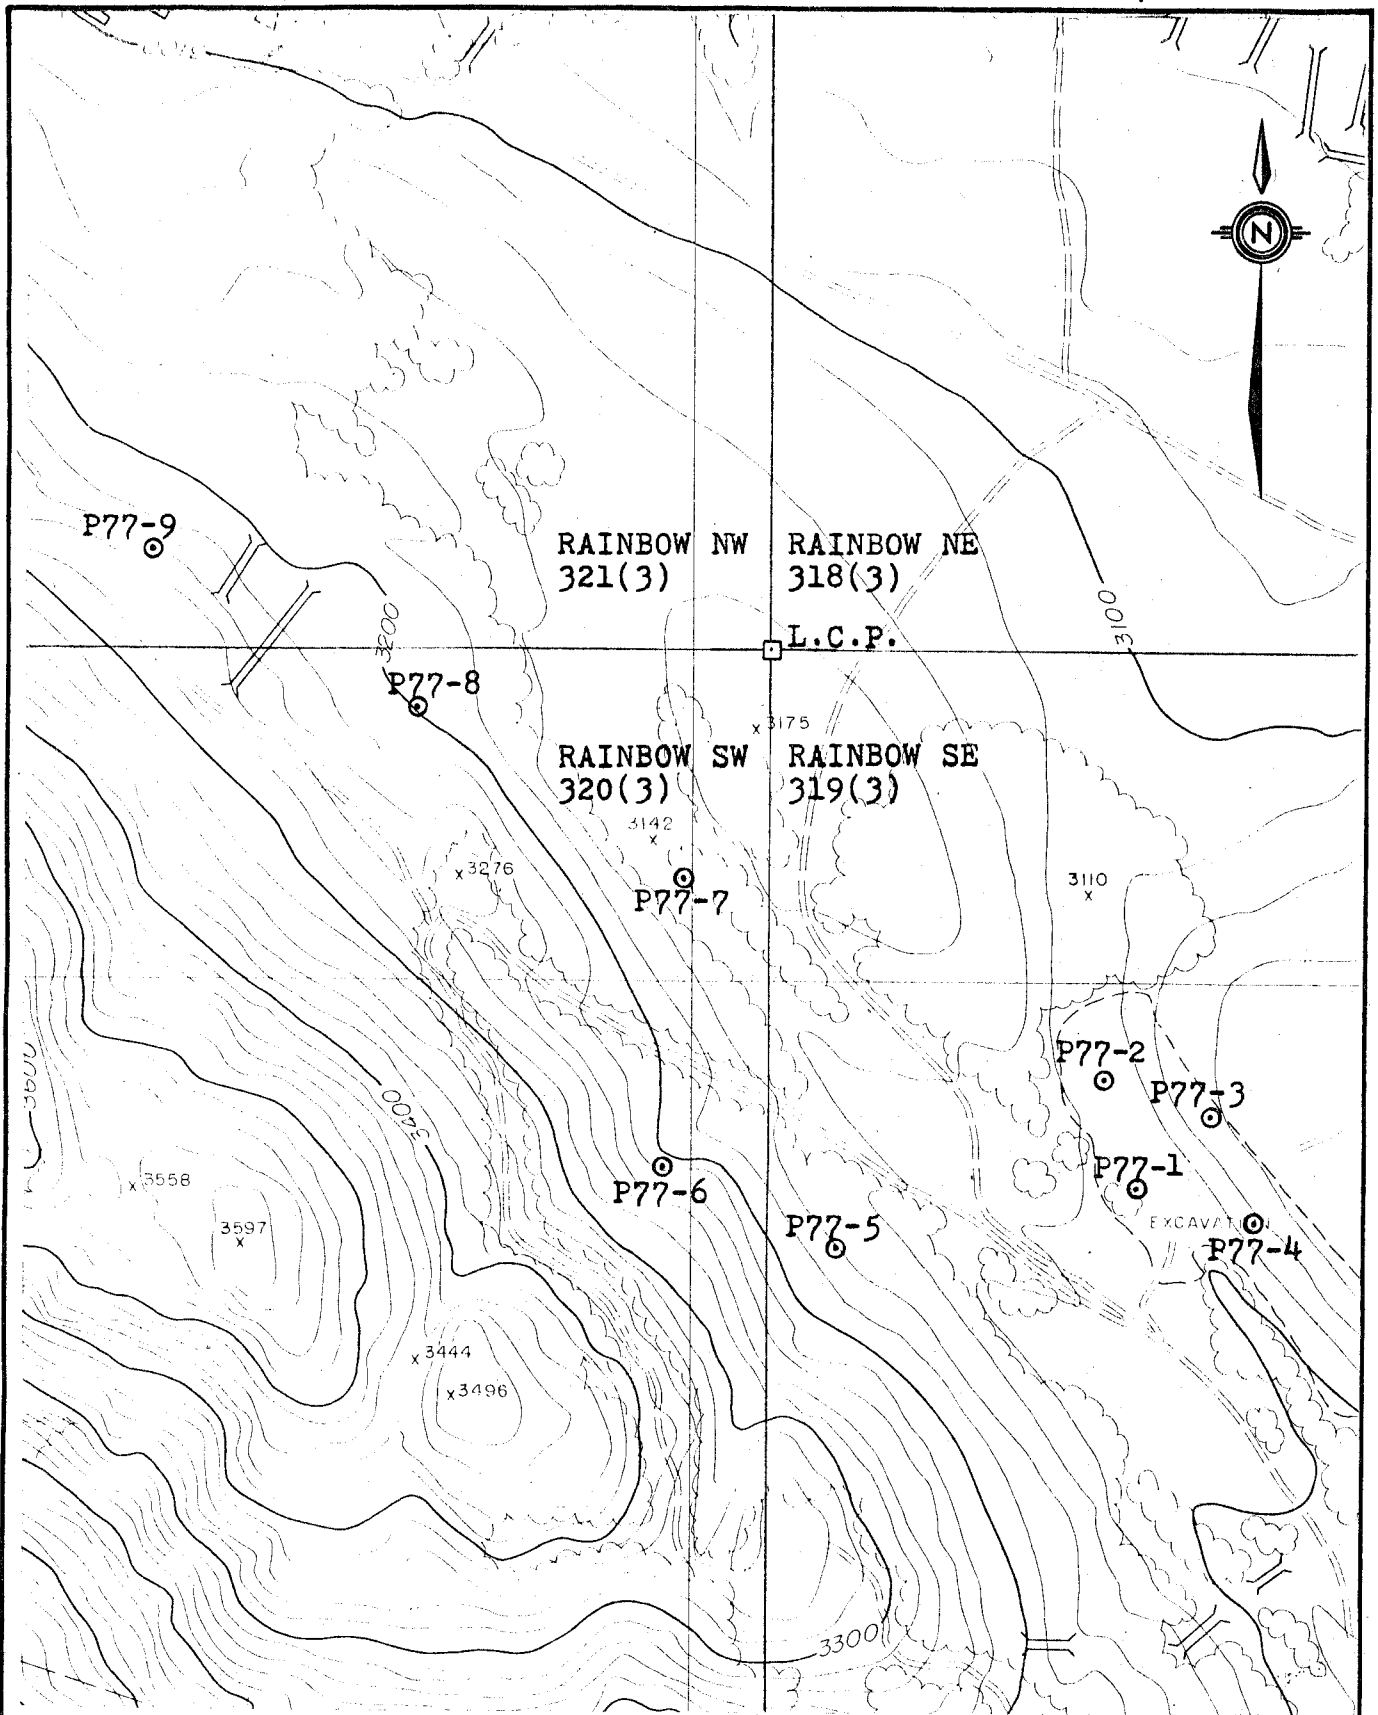 N
P77-9
RAINBOW NW
321(3)
RAINBOW NE
318(3)
3200
3100
L.C.P.
P77-8
3175
RAINBOW SW
320(3)
RAINBOW SE
319(3)
3142
3276
P77-7
3110
P77-2
P77-3
3400
P77-1
3558
P77-6
3597
P77-5
EXCAVATION
P77-4
3444
3496
3300